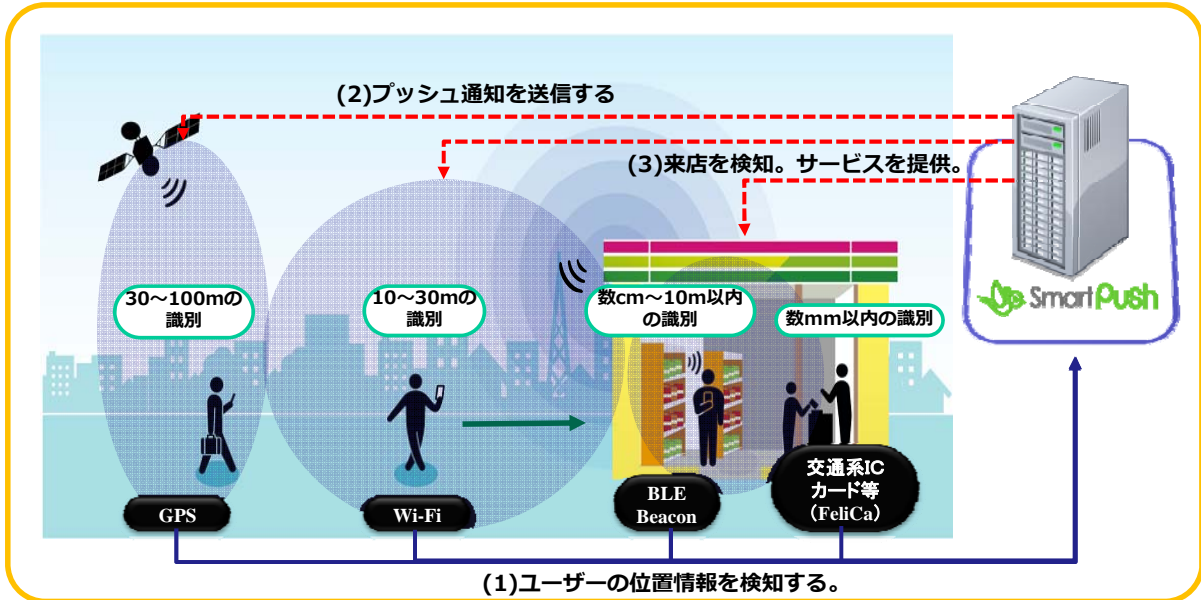 (2)プッシュ通知を送信する
(3)来店を検知。サービスを提供。
30～100mの
識別
10～30mの
識別
数cm～10m以内
の識別
数mm以内の識別
SmartPush
GPS
Wi-Fi
BLE
Beacon
交通系IC
カード等
（FeliCa）
(1)ユーザーの位置情報を検知する。